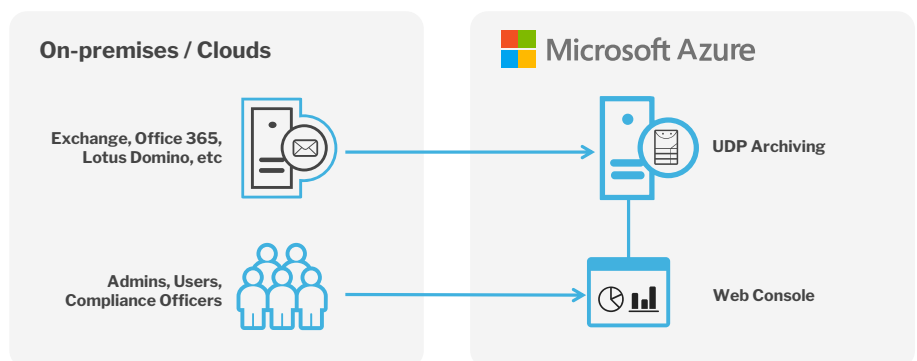 On-premises / Clouds
Microsoft Azure
Exchange, Office 365,
Lotus Domino, etc
UDP Archiving
Admins, Users,
Compliance Officers
Web Console